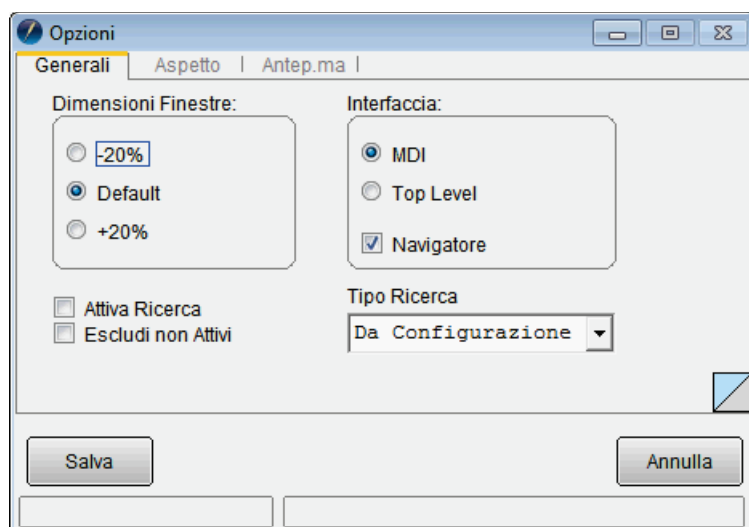 Opzioni
Generali Aspetto Antep.ma
Dimensioni Finestre:
-20%
Default
+20%
Interfaccia:
MDI
Top Level
Navigatore
Attiva Ricerca
Escludi non Attivi
Tipo Ricerca
Da Configurazione
Salva Annulla